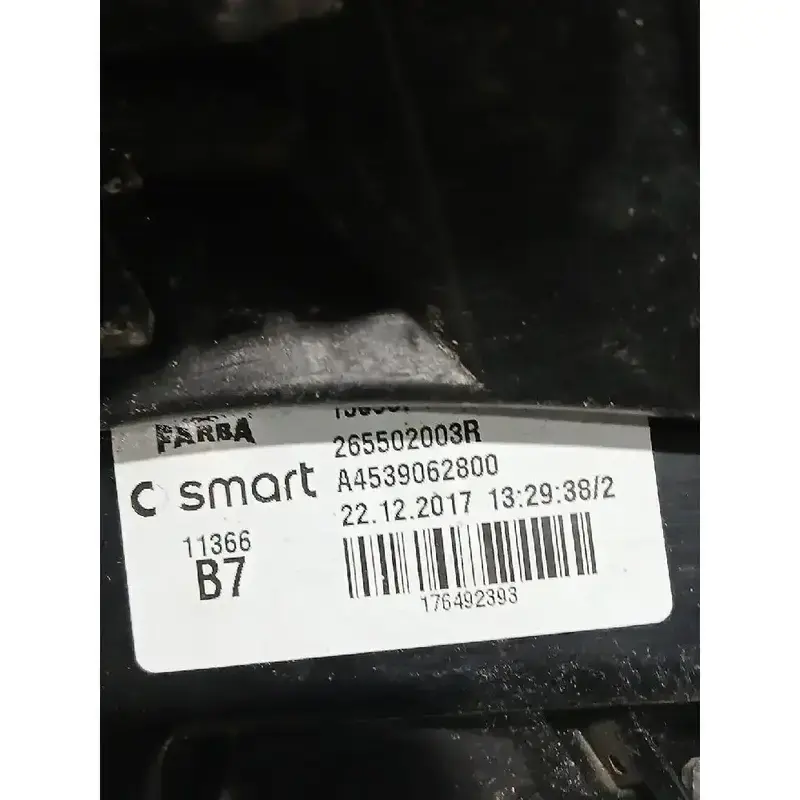 FARBA
265502003R
smart
A4539062800
22.12.2017 13:29:38/2
11366
B7
176492393